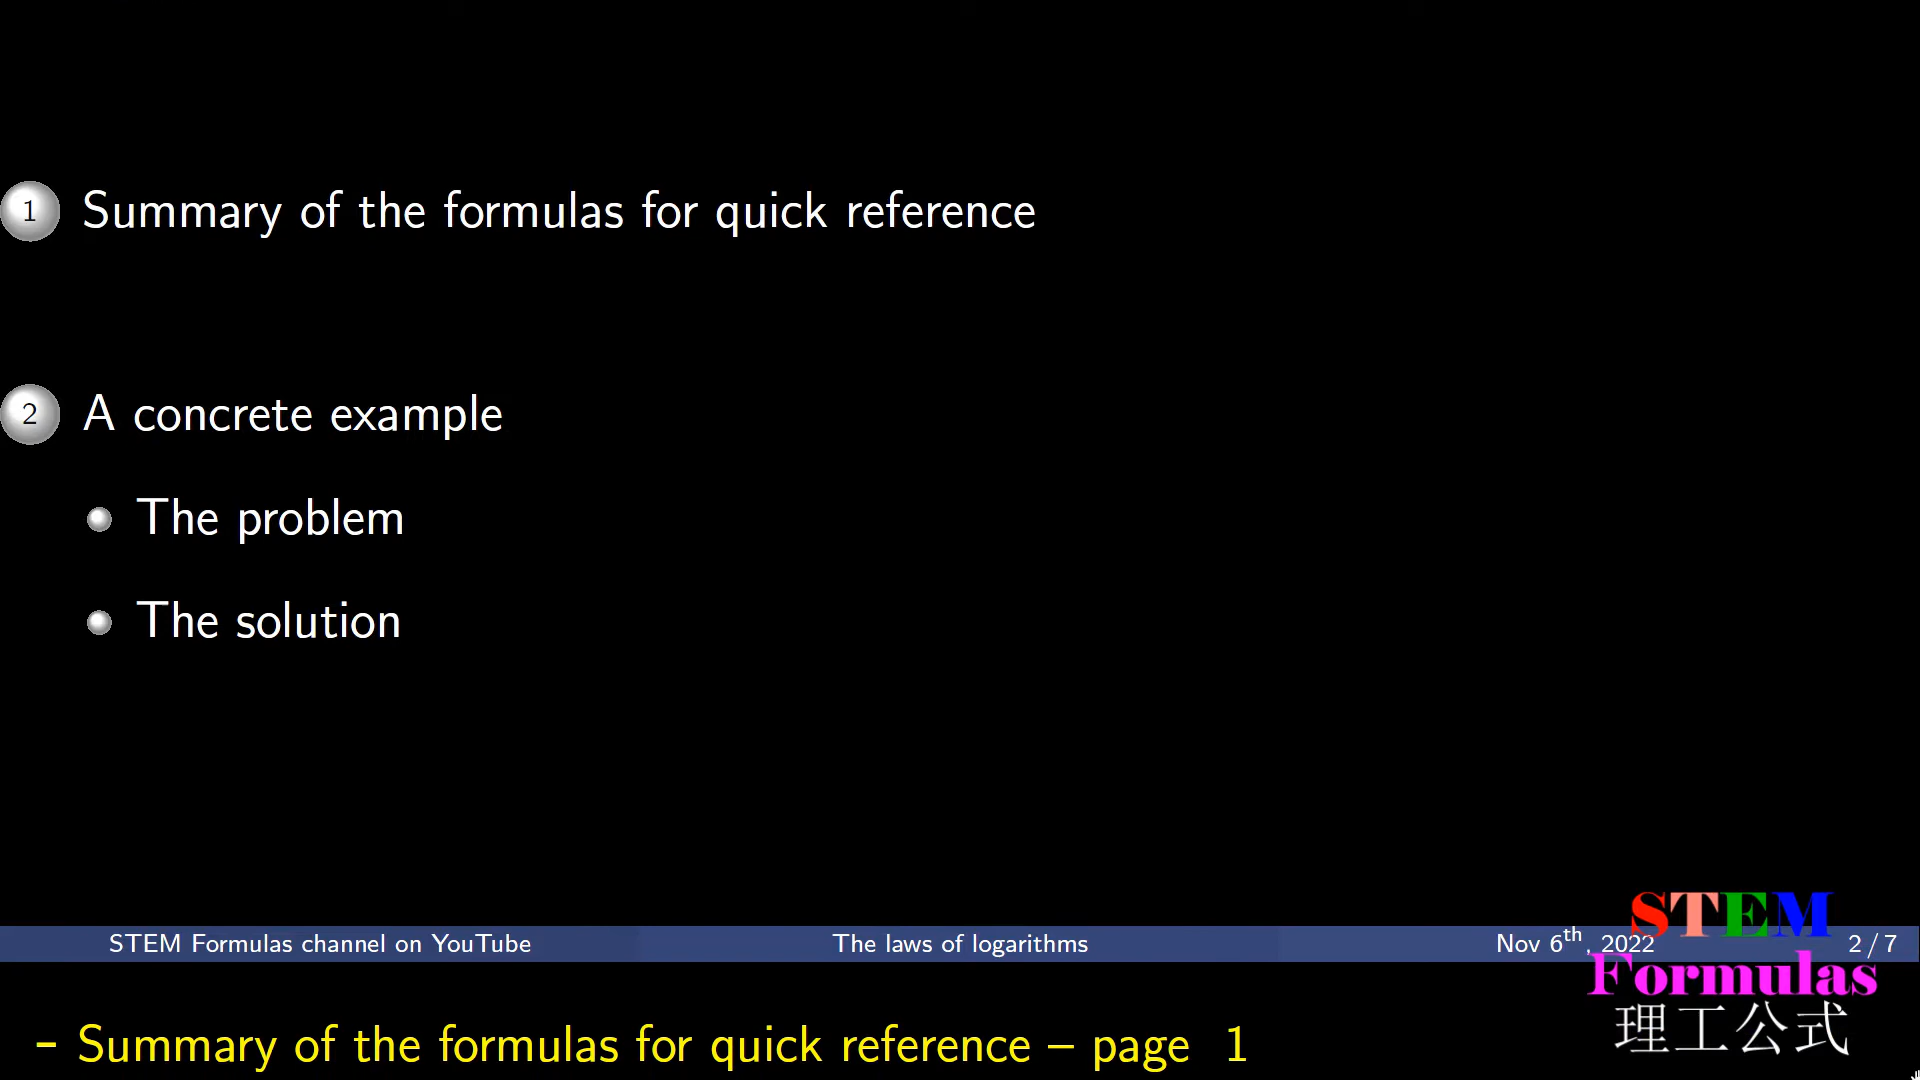 1 Summary of the formulas for quick reference
2 A concrete example
The problem
The solution
STEM Formulas channel on YouTube The laws of logarithms Nov 6th, 2022 2 / 7
STEM
Formulas
理工公式
– Summary of the formulas for quick reference – page 1